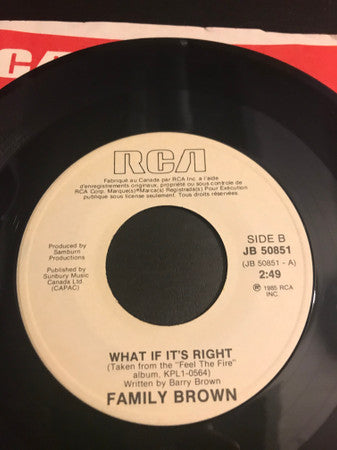 RCA
Fabriqué au Canada par RCA Inc. à l'aide
d'enregistrements originaux, propriété ou sous controle de
RCA Corp. Marque(s)®Marca(s) Registrada(s) Pour Exécution
publique sous license seulement. Tous droits réservés.
Produced by
Samburn
Productions
Published by
Sunbury Music
Canada Ltd
(CAPAC)
SIDE B
JB 50851
(JB 50851 - A)
2:49
℗ 1985 RCA
INC
WHAT IF IT'S RIGHT
(Taken from the "Feel The Fire"
album, KPL1-0564)
Written by Barry Brown
FAMILY BROWN